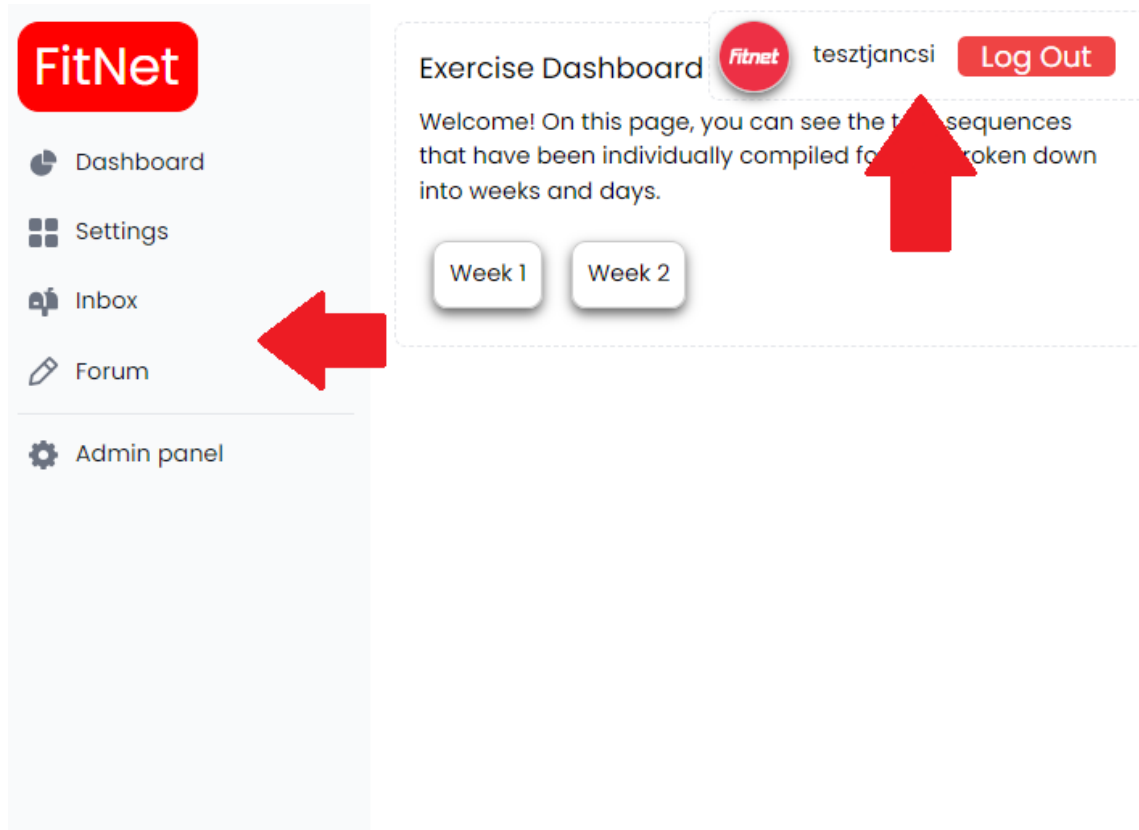 FitNet
Dashboard
Settings
Inbox
Forum
Admin panel
Exercise Dashboard
Fitnet
tesztjancsi
Log Out
Welcome! On this page, you can see the sequences
that have been individually compiled down
into weeks and days.
Week 1
Week 2